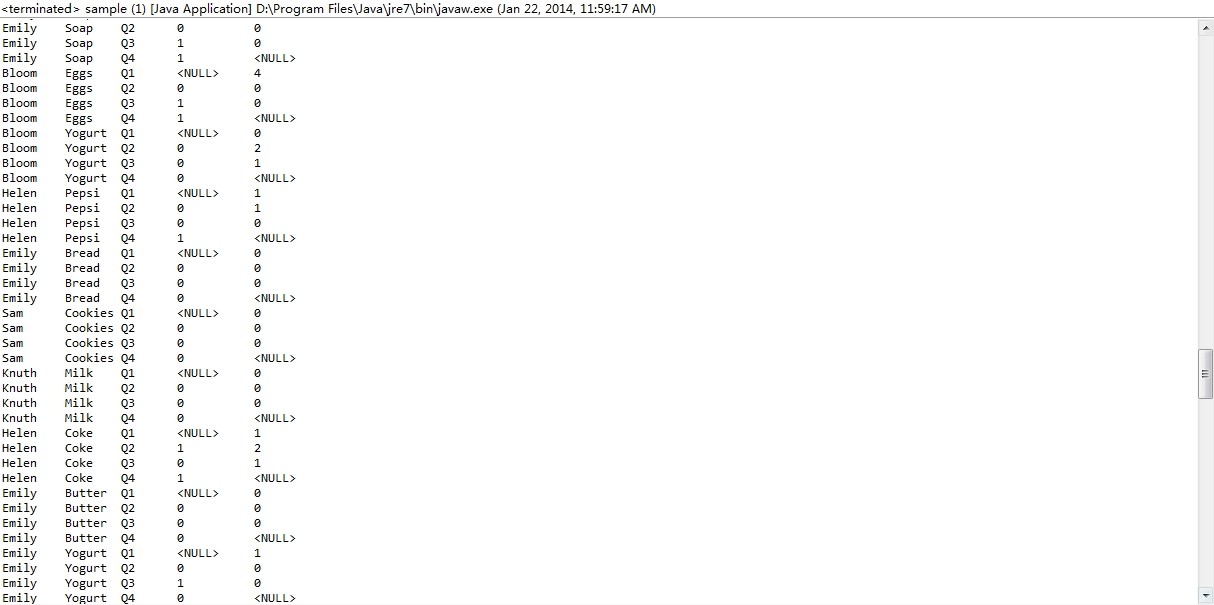 <terminated> sample (1) [Java Application] D:\Program Files\Java\jre7\bin\javaw.exe (Jan 22, 2014, 11:59:17 AM)
Emily Soap Q2 0 0
Emily Soap Q3 1 0
Emily Soap Q4 1 <NULL>
Bloom Eggs Q1 <NULL> 4
Bloom Eggs Q2 0 0
Bloom Eggs Q3 1 0
Bloom Eggs Q4 1 <NULL>
Bloom Yogurt Q1 <NULL> 0
Bloom Yogurt Q2 0 2
Bloom Yogurt Q3 0 1
Bloom Yogurt Q4 0 <NULL>
Helen Pepsi Q1 <NULL> 1
Helen Pepsi Q2 0 1
Helen Pepsi Q3 0 0
Helen Pepsi Q4 1 <NULL>
Emily Bread Q1 <NULL> 0
Emily Bread Q2 0 0
Emily Bread Q3 0 0
Emily Bread Q4 0 <NULL>
Sam Cookies Q1 <NULL> 0
Sam Cookies Q2 0 0
Sam Cookies Q3 0 0
Sam Cookies Q4 0 <NULL>
Knuth Milk Q1 <NULL> 0
Knuth Milk Q2 0 0
Knuth Milk Q3 0 0
Knuth Milk Q4 0 <NULL>
Helen Coke Q1 <NULL> 1
Helen Coke Q2 1 2
Helen Coke Q3 0 1
Helen Coke Q4 1 <NULL>
Emily Butter Q1 <NULL> 0
Emily Butter Q2 0 0
Emily Butter Q3 0 0
Emily Butter Q4 0 <NULL>
Emily Yogurt Q1 <NULL> 1
Emily Yogurt Q2 0 0
Emily Yogurt Q3 1 0
Emily Yogurt Q4 0 <NULL>